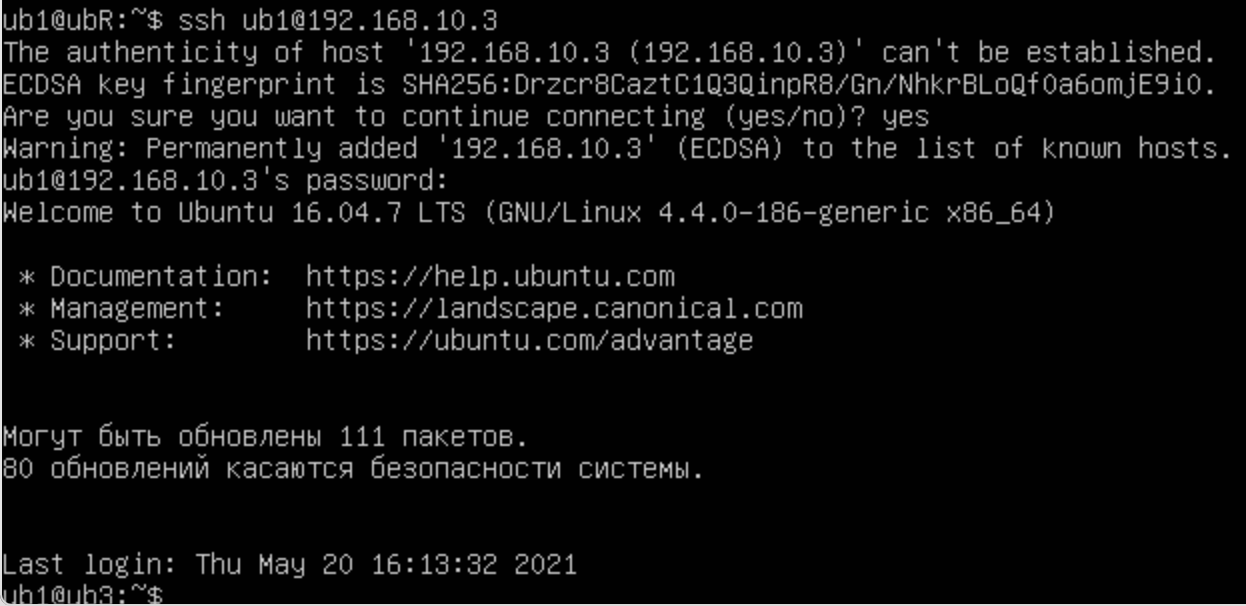 ub1@ubR:~$ ssh ub1@192.168.10.3
The authenticity of host '192.168.10.3 (192.168.10.3)' can't be established.
ECDSA key fingerprint is SHA256:Drzcr8CaztC1Q3QinpR8/Gn/NhkrBLoQf0a6omjE9i0.
Are you sure you want to continue connecting (yes/no)? yes
Warning: Permanently added '192.168.10.3' (ECDSA) to the list of known hosts.
ub1@192.168.10.3's password:
Welcome to Ubuntu 16.04.7 LTS (GNU/Linux 4.4.0-186-generic x86_64)
* Documentation:  https://help.ubuntu.com
* Management:     https://landscape.canonical.com
* Support:        https://ubuntu.com/advantage
Могут быть обновлены 111 пакетов.
80 обновлений касаются безопасности системы.
Last login: Thu May 20 16:13:32 2021
ub1@ub3:~$